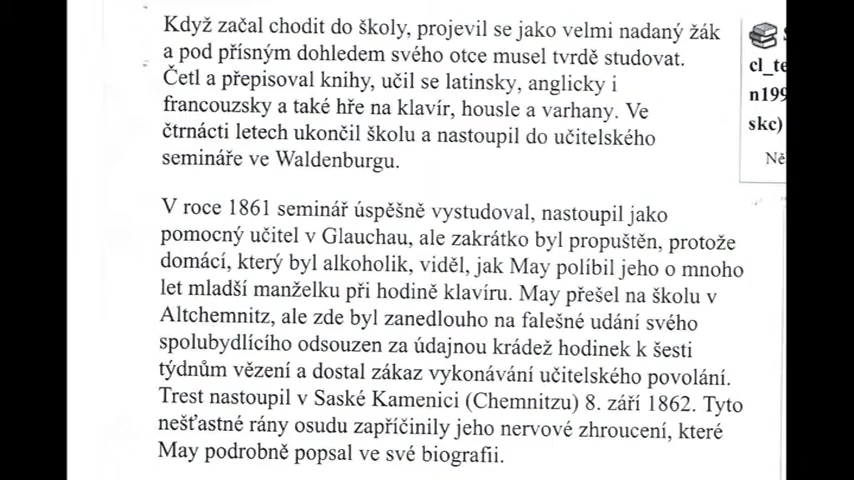 Když začal chodit do školy, projevil se jako velmi nadaný žák
a pod přísným dohledem svého otce musel tvrdě studovat.
Četl a přepisoval knihy, učil se latinsky, anglicky i
francouzsky a také hře na klavír, housle a varhany. Ve
čtrnácti letech ukončil školu a nastoupil do učitelského
semináře ve Waldenburgu.
V roce 1861 seminář úspěšně vystudoval, nastoupil jako
pomocný učitel v Glauchau, ale zakrátko byl propuštěn, protože
domácí, který byl alkoholik, viděl, jak May políbil jeho o mnoho
let mladší manželku při hodině klavíru. May přešel na školu v
Altchemnitz, ale zde byl zanedlouho na falešné udání svého
spolubydlícího odsouzen za údajnou krádež hodinek k šesti
týdnům vězení a dostal zákaz vykonávání učitelského povolání.
Trest nastoupil v Saské Kamenici (Chemnitzu) 8. září 1862. Tyto
nešťastné rány osudu zapříčinily jeho nervové zhroucení, které
May podrobně popsal ve své biografii.
cl_te
n199
skc)
Ně